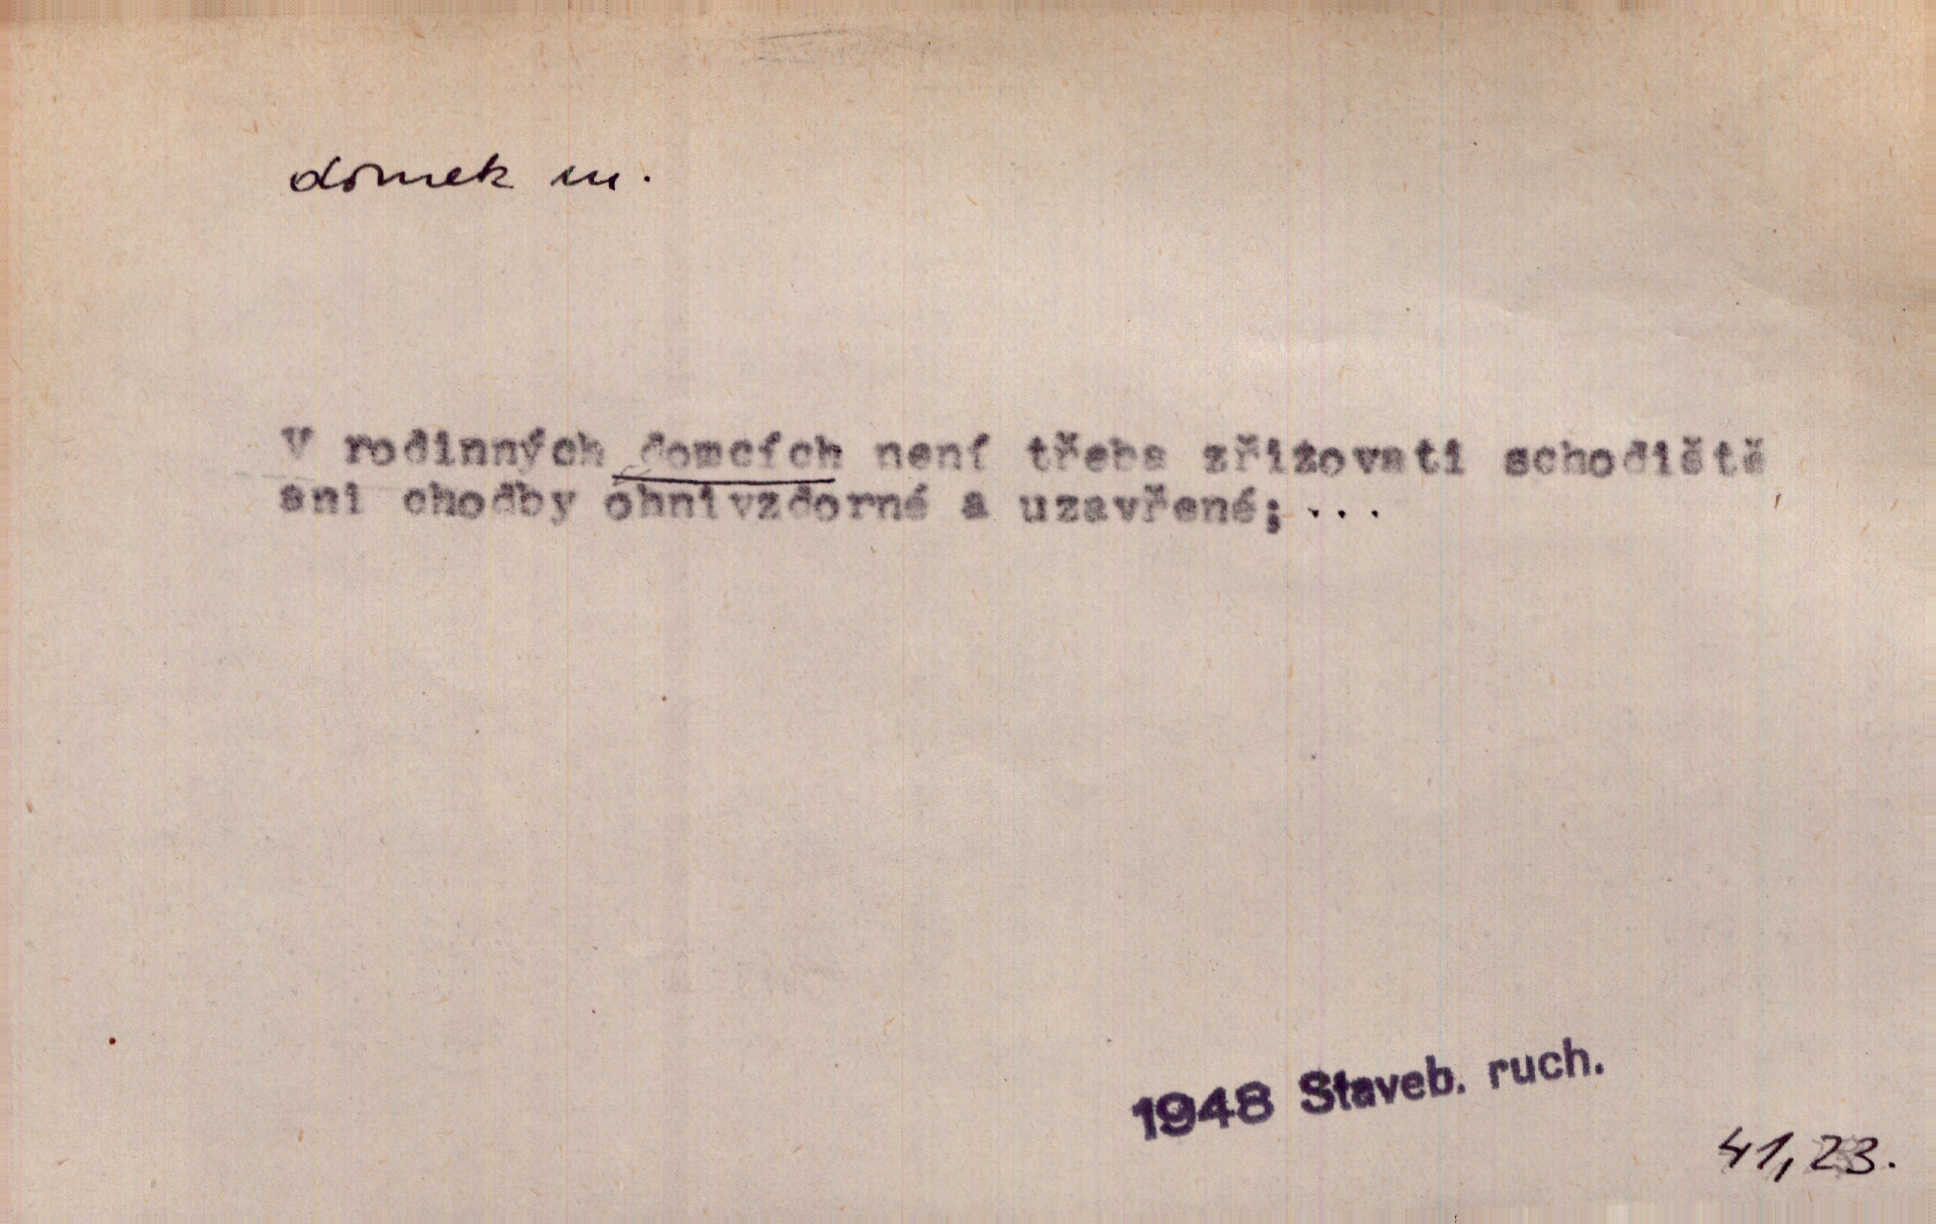 domek m.
V rodinných domcích není třeba zřizovati schodiště
ani chodby ohnivzdorné a uzavřené; ...
1948 Staveb. ruch.
41, 23.